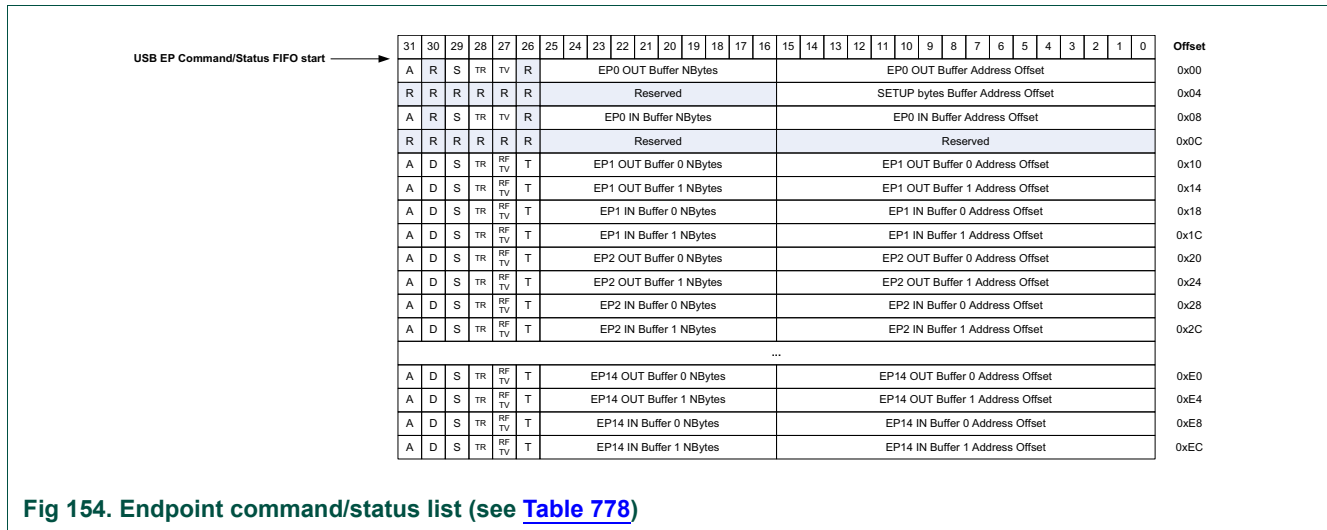 31 30 29 28 27 26 25 24 23 22 21 20 19 18 17 16 15 14 13 12 11 10 9 8 7 6 5 4 3 2 1 0 Offset
USB EP Command/Status FIFO start
A R S TR TV R EP0 OUT Buffer NBytes EP0 OUT Buffer Address Offset 0x00
R R R R R R Reserved SETUP bytes Buffer Address Offset 0x04
A R S TR TV R EP0 IN Buffer NBytes EP0 IN Buffer Address Offset 0x08
R R R R R R Reserved Reserved 0x0C
A D S TR RF TV T EP1 OUT Buffer 0 NBytes EP1 OUT Buffer 0 Address Offset 0x10
A D S TR RF TV T EP1 OUT Buffer 1 NBytes EP1 OUT Buffer 1 Address Offset 0x14
A D S TR RF TV T EP1 IN Buffer 0 NBytes EP1 IN Buffer 0 Address Offset 0x18
A D S TR RF TV T EP1 IN Buffer 1 NBytes EP1 IN Buffer 1 Address Offset 0x1C
A D S TR RF TV T EP2 OUT Buffer 0 NBytes EP2 OUT Buffer 0 Address Offset 0x20
A D S TR RF TV T EP2 OUT Buffer 1 NBytes EP2 OUT Buffer 1 Address Offset 0x24
A D S TR RF TV T EP2 IN Buffer 0 NBytes EP2 IN Buffer 0 Address Offset 0x28
A D S TR RF TV T EP2 IN Buffer 1 NBytes EP2 IN Buffer 1 Address Offset 0x2C
...
A D S TR RF TV T EP14 OUT Buffer 0 NBytes EP14 OUT Buffer 0 Address Offset 0xE0
A D S TR RF TV T EP14 OUT Buffer 1 NBytes EP14 OUT Buffer 1 Address Offset 0xE4
A D S TR RF TV T EP14 IN Buffer 0 NBytes EP14 IN Buffer 0 Address Offset 0xE8
A D S TR RF TV T EP14 IN Buffer 1 NBytes EP14 IN Buffer 1 Address Offset 0xEC
Fig 154. Endpoint command/status list (see Table 778)